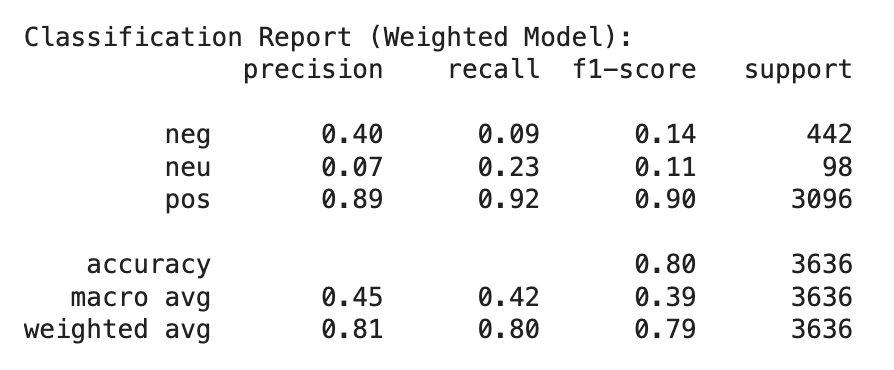 Classification Report (Weighted Model):
precision recall f1-score support
neg 0.40 0.09 0.14 442
neu 0.07 0.23 0.11 98
pos 0.89 0.92 0.90 3096
accuracy 0.80 3636
macro avg 0.45 0.42 0.39 3636
weighted avg 0.81 0.80 0.79 3636